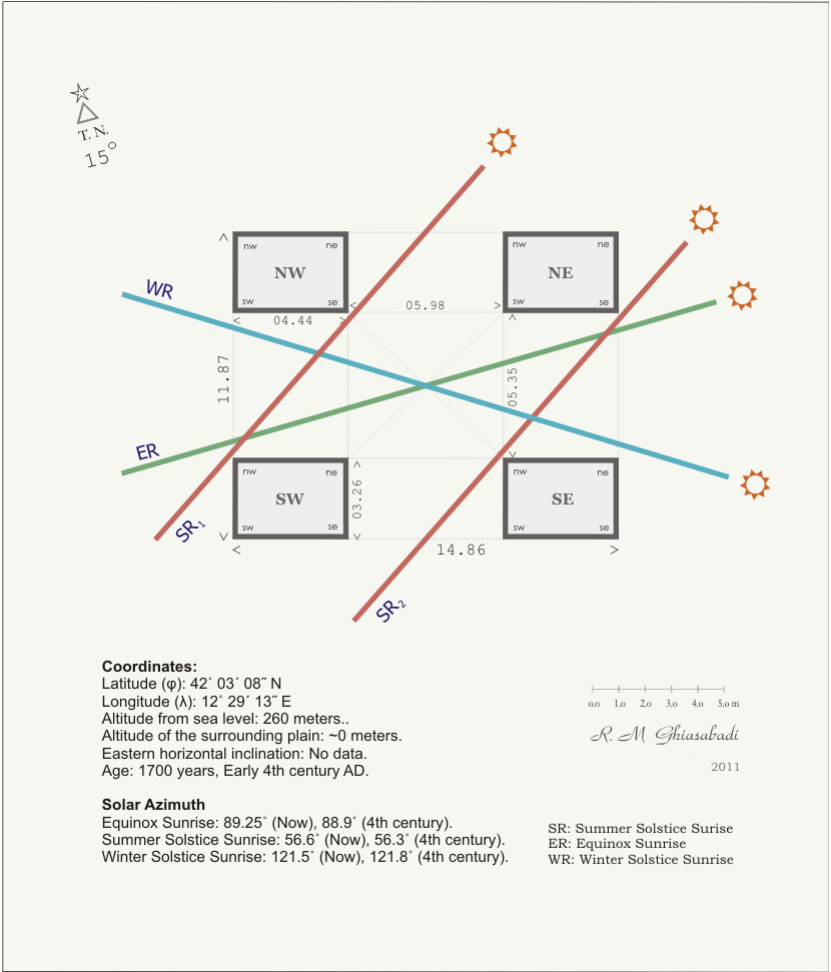 T. N.
15°
nw ne
NW
sw se
nw ne
NE
sw se
WR
05.98
04.44
11.87
05.35
ER
nw ne
SW
sw se
03.26
nw ne
SE
sw se
SR₁
14.86
SR₂
Coordinates:
Latitude (φ): 42° 03´ 08˝ N
Longitude (λ): 12° 29´ 13˝ E
Altitude from sea level: 260 meters..
Altitude of the surrounding plain: ~0 meters.
Eastern horizontal inclination: No data.
Age: 1700 years, Early 4th century AD.
0.0 1.0 2.0 3.0 4.0 5.0 m
R. M Ghiasabadi
2011
Solar Azimuth
Equinox Sunrise: 89.25° (Now), 88.9° (4th century).
Summer Solstice Sunrise: 56.6° (Now), 56.3° (4th century).
Winter Solstice Sunrise: 121.5° (Now), 121.8° (4th century).
SR: Summer Solstice Surise
ER: Equinox Sunrise
WR: Winter Solstice Sunrise